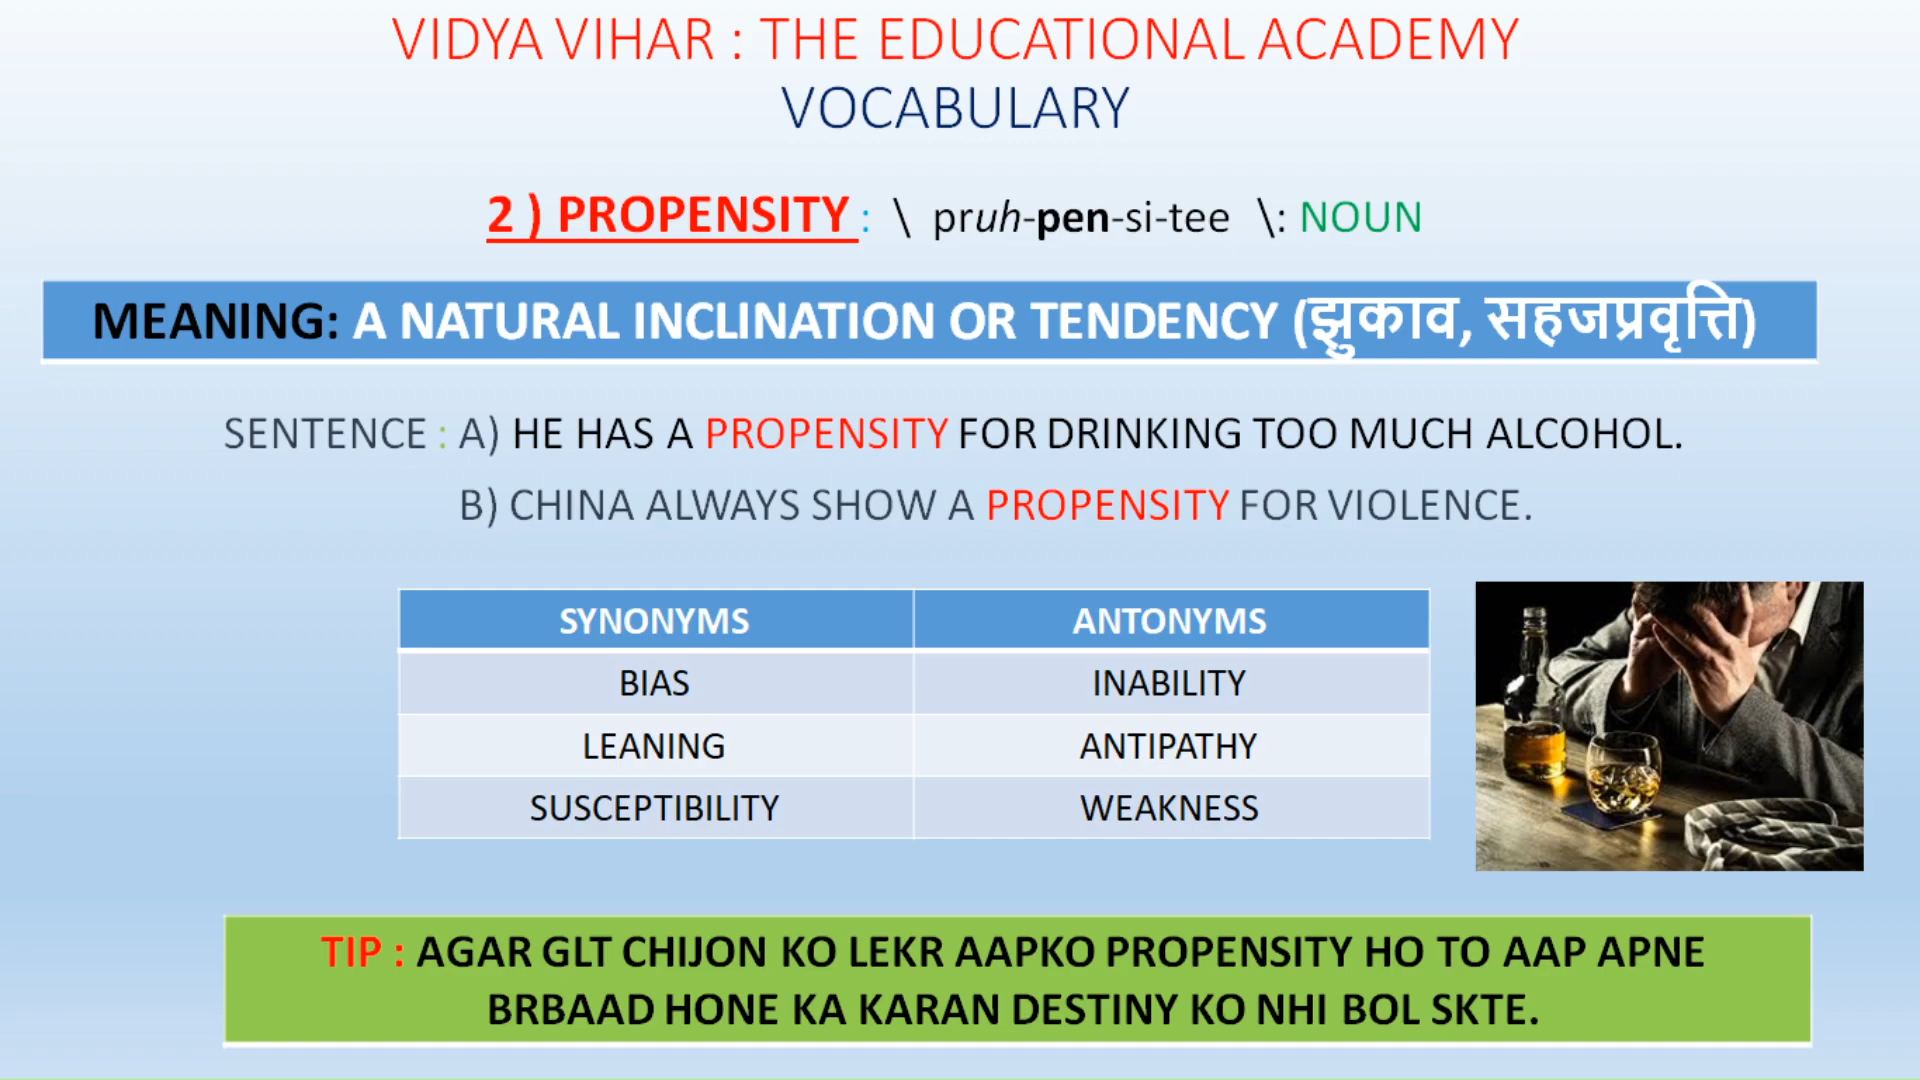 VIDYA VIHAR : THE EDUCATIONAL ACADEMY
VOCABULARY
2 ) PROPENSITY : \ pruh-pen-si-tee \: NOUN
MEANING: A NATURAL INCLINATION OR TENDENCY (झुकाव, सहजप्रवृत्ति)
SENTENCE : A) HE HAS A PROPENSITY FOR DRINKING TOO MUCH ALCOHOL.
B) CHINA ALWAYS SHOW A PROPENSITY FOR VIOLENCE.
SYNONYMS ANTONYMS
BIAS INABILITY
LEANING ANTIPATHY
SUSCEPTIBILITY WEAKNESS
TIP : AGAR GLT CHIJON KO LEKR AAPKO PROPENSITY HO TO AAP APNE
BRBAAD HONE KA KARAN DESTINY KO NHI BOL SKTE.